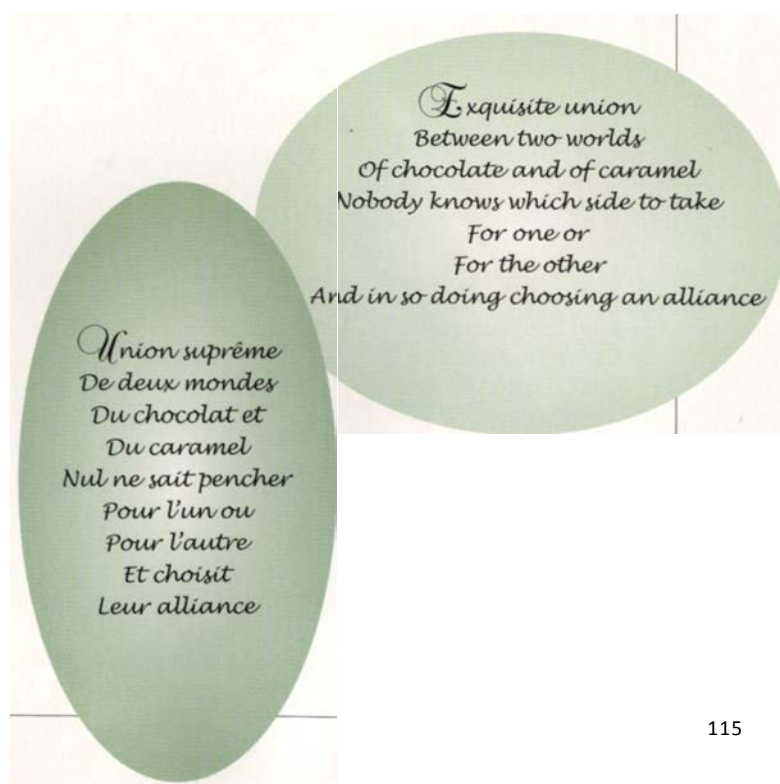 Exquisite union
Between two worlds
Of chocolate and of caramel
Nobody knows which side to take
For one or
For the other
And in so doing choosing an alliance
Union suprême
De deux mondes
Du chocolat et
Du caramel
Nul ne sait pencher
Pour l'un ou
Pour l'autre
Et choisit
Leur alliance
115